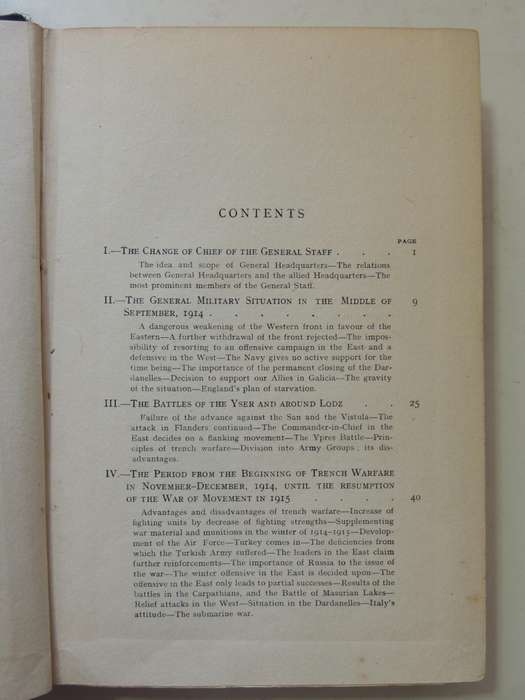 CONTENTS
PAGE
I.—The Change of Chief of the General Staff . . . 1
The idea and scope of General Headquarters—The relations
between General Headquarters and the allied Headquarters—The
most prominent members of the General Staff.
II.—The General Military Situation in the Middle of 9
September, 1914 . . . . . . .
A dangerous weakening of the Western front in favour of the
Eastern—A further withdrawal of the front rejected—The impos-
sibility of resorting to an offensive campaign in the East and a
defensive in the West—The Navy gives no active support for the
time being—The importance of the permanent closing of the Dar-
danelles—Decision to support our Allies in Galicia—The gravity
of the situation—England's plan of starvation.
III.—The Battles of the Yser and around Lodz . . 25
Failure of the advance against the San and the Vistula—The
attack in Flanders continued—The Commander-in-Chief in the
East decides on a flanking movement—The Ypres Battle—Prin-
ciples of trench warfare—Division into Army Groups; its dis-
advantages.
IV.—The Period from the Beginning of Trench Warfare
in November-December, 1914, until the resumption
of the War of Movement in 1915 . . . . 40
Advantages and disadvantages of trench warfare—Increase of
fighting units by decrease of fighting strengths—Supplementing
war material and munitions in the winter of 1914-1915—Develop-
ment of the Air Force—Turkey comes in—The deficiencies from
which the Turkish Army suffered—The leaders in the East claim
further reinforcements—The importance of Russia to the issue of
the war—The winter offensive in the East is decided upon—The
offensive in the East only leads to partial successes—Results of the
battles in the Carpathians, and the Battle of Masurian Lakes—
Relief attacks in the West—Situation in the Dardanelles—Italy's
attitude—The submarine war.